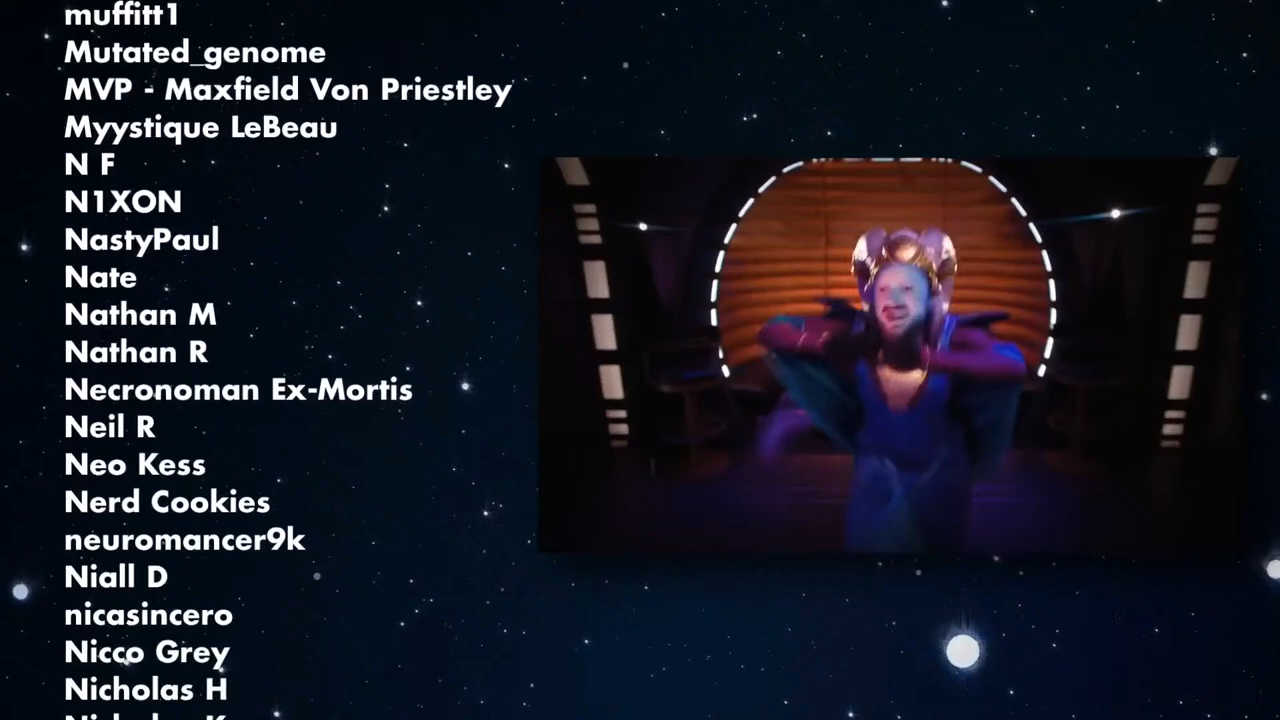 muffitt1
Mutated_genome
MVP - Maxfield Von Priestley
Myystique LeBeau
N F
N1XON
NastyPaul
Nate
Nathan M
Nathan R
Necronoman Ex-Mortis
Neil R
Neo Kess
Nerd Cookies
neuromancer9k
Niall D
nicasincero
Nicco Grey
Nicholas H